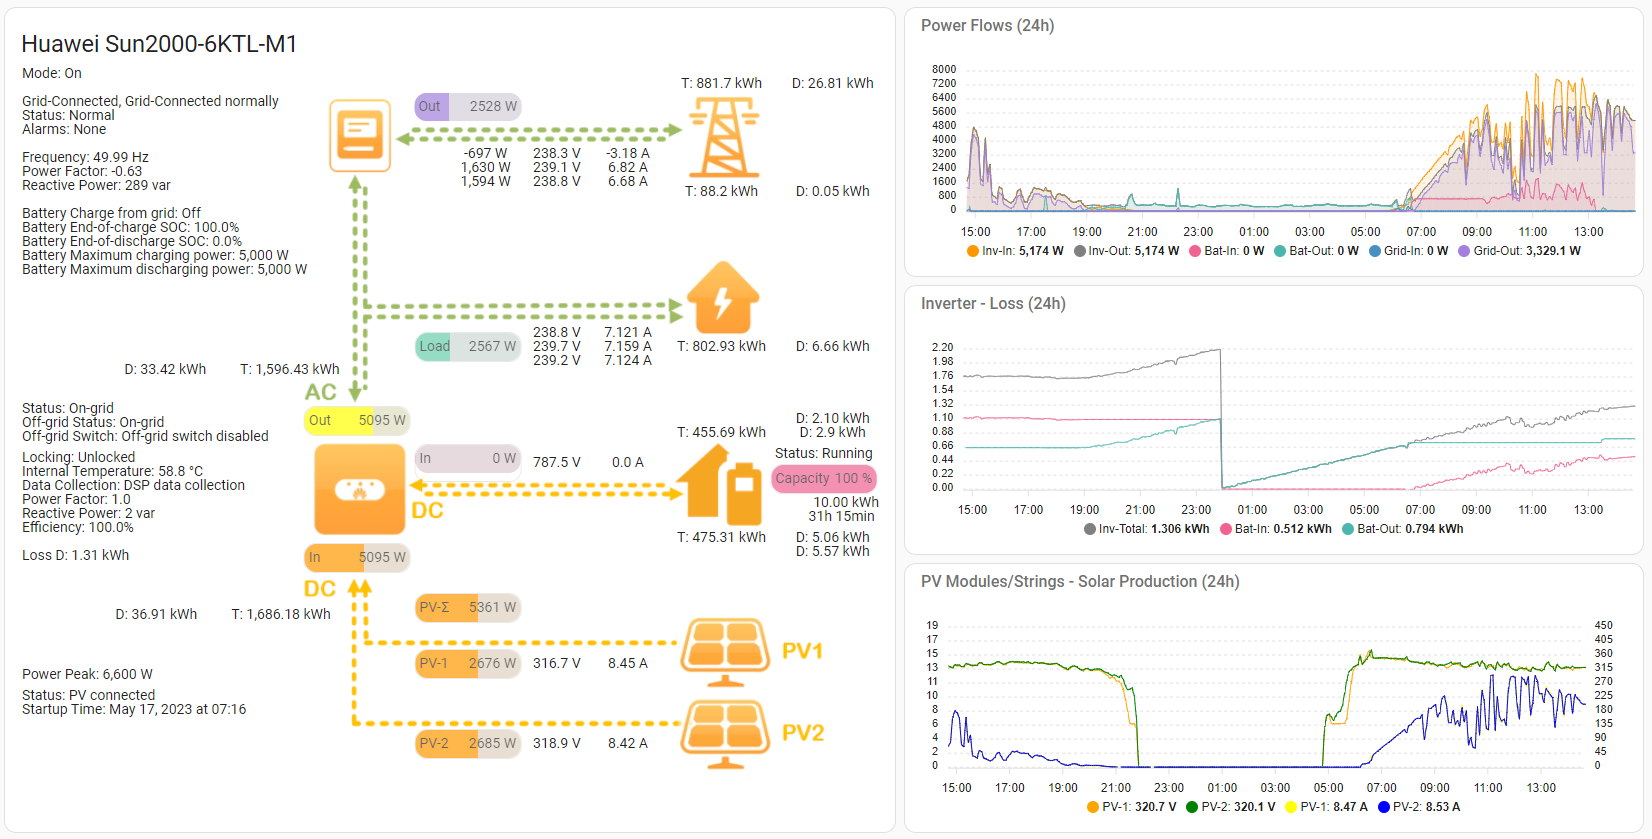 Huawei Sun2000-6KTL-M1
Mode: On
Grid-Connected, Grid-Connected normally
Status: Normal
Alarms: None
Frequency: 49.99 Hz
Power Factor: -0.63
Reactive Power: 289 var
Battery Charge from grid: Off
Battery End-of-charge SOC: 100.0%
Battery End-of-discharge SOC: 0.0%
Battery Maximum charging power: 5,000 W
Battery Maximum discharging power: 5,000 W
T: 881.7 kWh D: 26.81 kWh
Out 2528 W
-697 W 238.3 V -3.18 A
1,630 W 239.1 V 6.82 A
1,594 W 238.8 V 6.68 A
T: 88.2 kWh D: 0.05 kWh
Load 2567 W
238.8 V 7.121 A
239.7 V 7.159 A
239.2 V 7.124 A
T: 802.93 kWh D: 6.66 kWh
D: 33.42 kWh T: 1,596.43 kWh
AC
Out 5095 W
Status: On-grid
Off-grid Status: On-grid
Off-grid Switch: Off-grid switch disabled
Locking: Unlocked
Internal Temperature: 58.8 °C
Data Collection: DSP data collection
Power Factor: 1.0
Reactive Power: 2 var
Efficiency: 100.0%
Loss D: 1.31 kWh
In 0 W 787.5 V 0.0 A
DC
D: 2.10 kWh
T: 455.69 kWh D: 2.9 kWh
Status: Running
Capacity 100 %
10.00 kWh
31h 15min
T: 475.31 kWh D: 5.06 kWh
D: 5.57 kWh
In 5095 W
DC
D: 36.91 kWh T: 1,686.18 kWh
PV-Σ 5361 W
PV-1 2676 W 316.7 V 8.45 A PV1
PV-2 2685 W 318.9 V 8.42 A PV2
Power Peak: 6,600 W
Status: PV connected
Startup Time: May 17, 2023 at 07:16
Power Flows (24h)
8000
7200
6400
5600
4800
4000
3200
2400
1600
800
0
15:00 17:00 19:00 21:00 23:00 01:00 03:00 05:00 07:00 09:00 11:00 13:00
Inv-In: 5,174 W Inv-Out: 5,174 W Bat-In: 0 W Bat-Out: 0 W Grid-In: 0 W Grid-Out: 3,329.1 W
Inverter - Loss (24h)
2.20
1.98
1.76
1.54
1.32
1.10
0.88
0.66
0.44
0.22
0.00
15:00 17:00 19:00 21:00 23:00 01:00 03:00 05:00 07:00 09:00 11:00 13:00
Inv-Total: 1.306 kWh Bat-In: 0.512 kWh Bat-Out: 0.794 kWh
PV Modules/Strings - Solar Production (24h)
19 450
17 405
15 360
13 315
11 270
10 225
8 180
6 135
4 90
2 45
0 0
15:00 17:00 19:00 21:00 23:00 01:00 03:00 05:00 07:00 09:00 11:00 13:00
PV-1: 320.7 V PV-2: 320.1 V PV-1: 8.47 A PV-2: 8.53 A